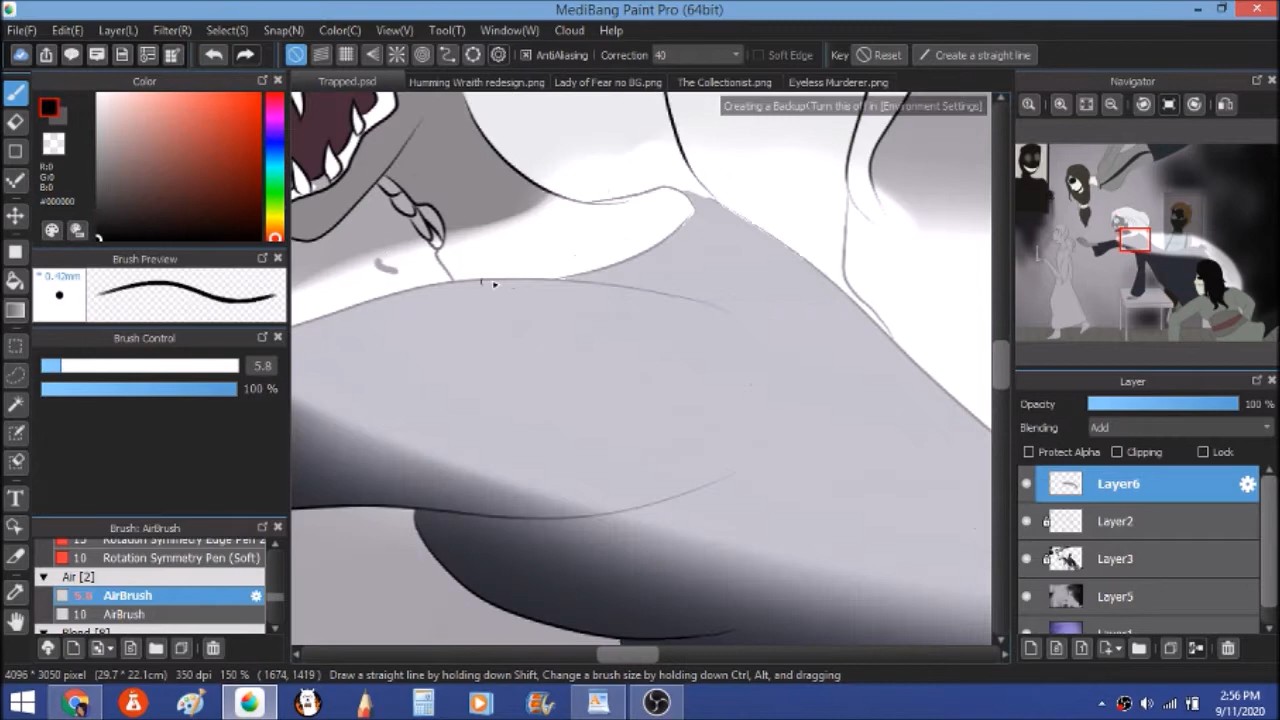 MediBang Paint Pro (64bit)
File(F) Edit(E) Layer(L) Filter(R) Select(S) Snap(N) Color(C) View(V) Tool(T) Window(W) Cloud Help
AntiAliasing Correction 40 Soft Edge Key Reset Create a straight line
Color
Trapped.psd Humming Wraith redesign.png Lady of Fear no BG.png The Collectionist.png Eyeless Murderer.png
Navigator
Creating a Backup(Turn this off in [Environment Settings]
R:0
G:0
B:0
#000000
Brush Preview
* 0.42mm
Brush Control
5.8
100 %
Brush: AirBrush
15 Rotation Symmetry Edge Pen 2
10 Rotation Symmetry Pen (Soft)
Air [2]
5.8 AirBrush
10 AirBrush
Blend [8]
Layer
Opacity 100 %
Blending Add
Protect Alpha Clipping Lock
Layer6
Layer2
Layer3
Layer5
Layer1
4096 * 3050 pixel (29.7 * 22.1cm) 350 dpi 150 % ( 1674, 1419 ) Draw a straight line by holding down Shift, Change a brush size by holding down Ctrl, Alt, and dragging
2:56 PM
9/11/2020